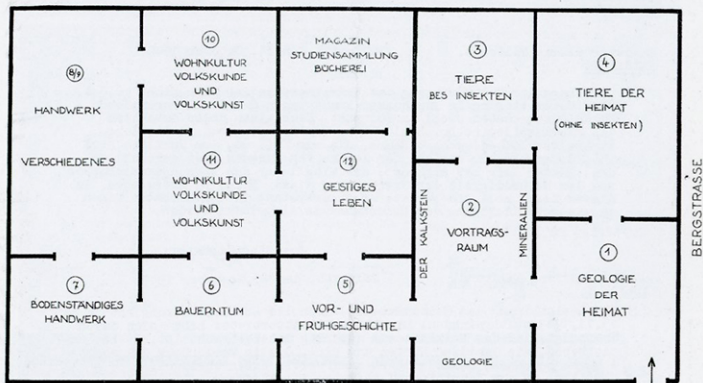 8/9
HANDWERK
VERSCHIEDENES
10
WOHNKULTUR
VOLKSKUNDE
UND
VOLKSKUNST
MAGAZIN
STUDIENSAMMLUNG
BÜCHEREI
3
TIERE
BES INSEKTEN
4
TIERE DER
HEIMAT
(OHNE INSEKTEN)
11
WOHNKULTUR
VOLKSKUNDE
UND
VOLKSKUNST
12
GEISTIGES
LEBEN
DER KALKSTEIN
2
VORTRAGS-
RAUM
MINERALIEN
BERGSTRASSE
7
BODENSTÄNDIGES
HANDWERK
6
BAUERNTUM
5
VOR- UND
FRÜHGESCHICHTE
GEOLOGIE
1
GEOLOGIE
DER
HEIMAT